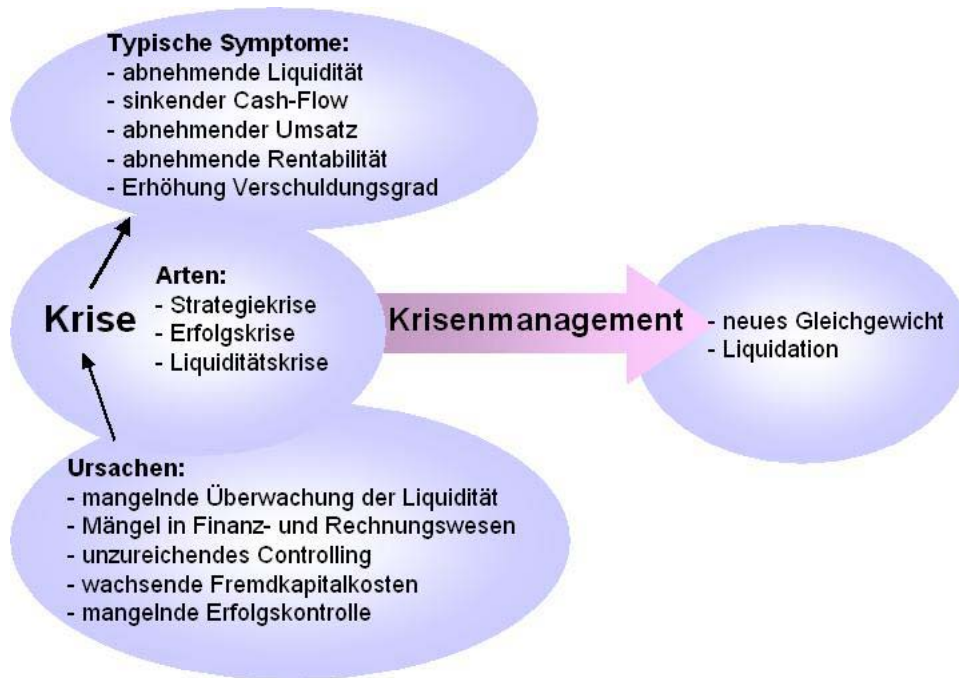 Typische Symptome:
- abnehmende Liquidität
- sinkender Cash-Flow
- abnehmender Umsatz
- abnehmende Rentabilität
- Erhöhung Verschuldungsgrad
Krise
Arten:
- Strategiekrise
- Erfolgskrise
- Liquiditätskrise
Krisenmanagement
- neues Gleichgewicht
- Liquidation
Ursachen:
- mangelnde Überwachung der Liquidität
- Mängel in Finanz- und Rechnungswesen
- unzureichendes Controlling
- wachsende Fremdkapitalkosten
- mangelnde Erfolgskontrolle